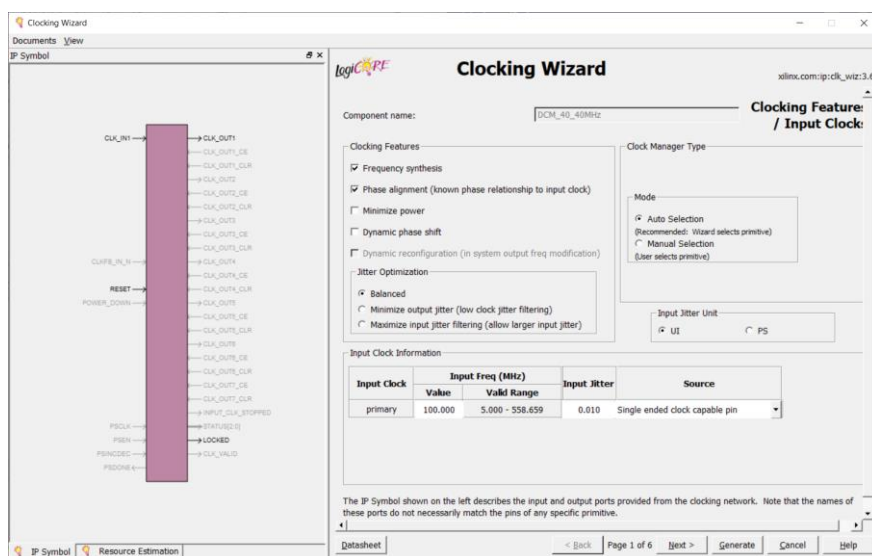 Clocking Wizard
Documents View
IP Symbol
CLK_IN1
CLKFB_IN_N
RESET
POWER_DOWN
PSCLK
PSEN
PSINCDEC
PSDONE
CLK_OUT1
CLK_OUT1_CE
CLK_OUT1_CLR
CLK_OUT2
CLK_OUT2_CE
CLK_OUT2_CLR
CLK_OUT3
CLK_OUT3_CE
CLK_OUT3_CLR
CLK_OUT4
CLK_OUT4_CE
CLK_OUT4_CLR
CLK_OUT5
CLK_OUT5_CE
CLK_OUT5_CLR
CLK_OUT6
CLK_OUT6_CE
CLK_OUT6_CLR
CLK_OUT7_CE
CLK_OUT7_CLR
INPUT_CLK_STOPPED
STATUS[2:0]
LOCKED
CLK_VALID
IP Symbol Resource Estimation
logiCORE
Clocking Wizard
xilinx.com:ip:clk_wiz:3.6
Component name: DCM_40_40MHz
Clocking Features
/ Input Clocks
Clocking Features
Frequency synthesis
Phase alignment (known phase relationship to input clock)
Minimize power
Dynamic phase shift
Dynamic reconfiguration (in system output freq modification)
Jitter Optimization
Balanced
Minimize output jitter (low clock jitter filtering)
Maximize input jitter filtering (allow larger input jitter)
Clock Manager Type
Mode
Auto Selection
(Recommended: Wizard selects primitive)
Manual Selection
(User selects primitive)
Input Jitter Unit
UI PS
Input Clock Information
Input Clock Input Freq (MHz) Input Jitter Source
Value Valid Range
primary 100.000 5.000 - 558.659 0.010 Single ended clock capable pin
The IP Symbol shown on the left describes the input and output ports provided from the clocking network. Note that the names of
these ports do not necessarily match the pins of any specific primitive.
Datasheet < Back Page 1 of 6 Next > Generate Cancel Help